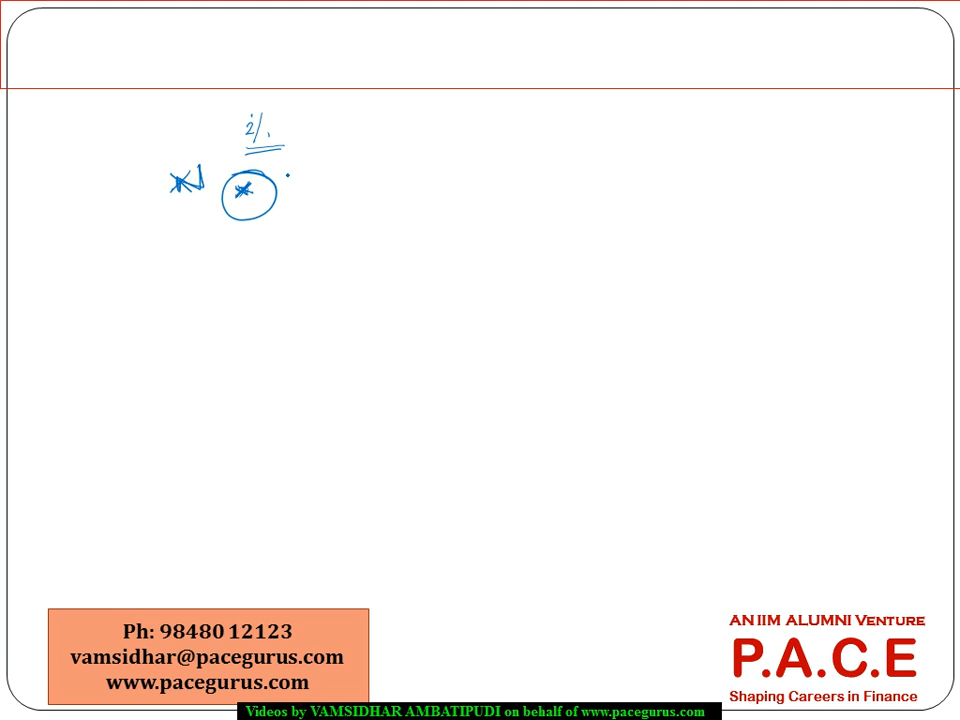 2%
Ph: 98480 12123
vamsidhar@pacegurus.com
www.pacegurus.com
AN IIM ALUMNI VENTURE
P.A.C.E
Shaping Careers in Finance
Videos by VAMSIDHAR AMBATIPUDI on behalf of www.pacegurus.com